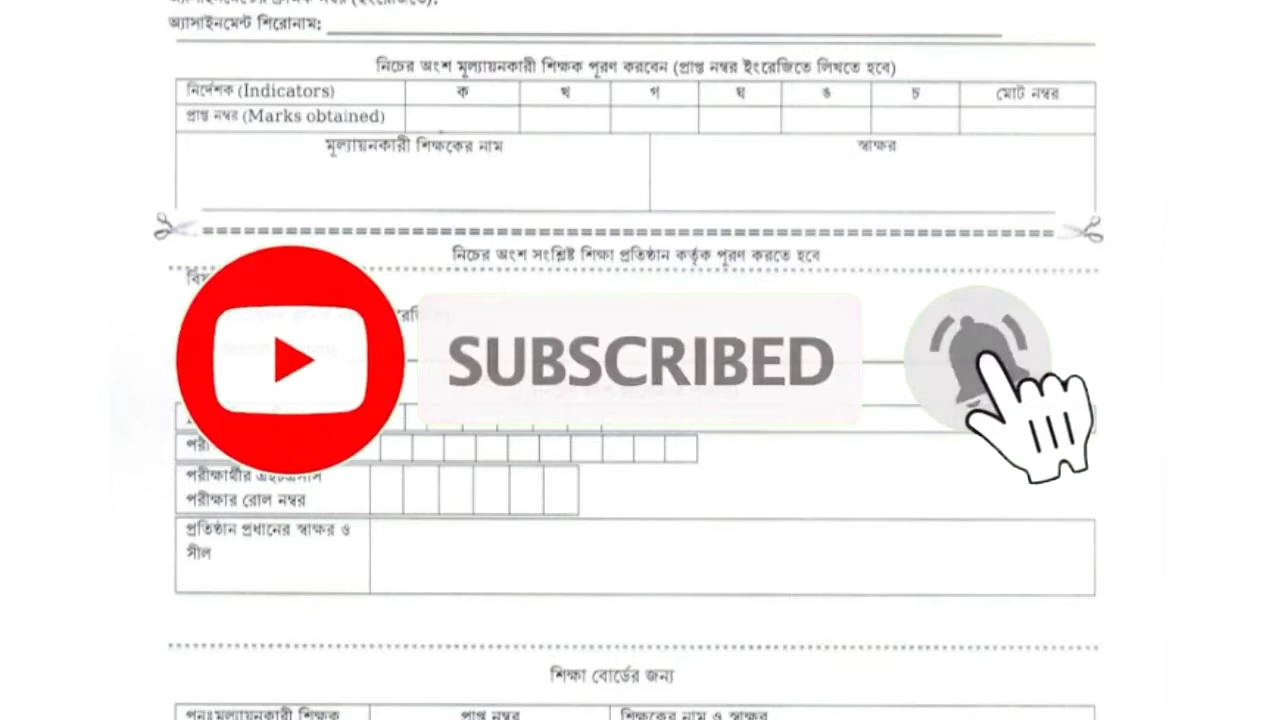 অ্যাসাইনমেন্ট শিরোনাম:
নিচের অংশ মূল্যায়নকারী শিক্ষক পূরণ করবেন (প্রাপ্ত নম্বর ইংরেজিতে লিখতে হবে)
নির্দেশক (Indicators) ক খ গ ঘ ঙ চ মোট নম্বর
প্রাপ্ত নম্বর (Marks obtained)
মূল্যায়নকারী শিক্ষকের নাম স্বাক্ষর
নিচের অংশ সংশ্লিষ্ট শিক্ষা প্রতিষ্ঠান কর্তৃক পূরণ করতে হবে
SUBSCRIBED
পরীক্ষার্থীর এইচএসসি
পরীক্ষার রোল নম্বর
প্রতিষ্ঠান প্রধানের স্বাক্ষর ও
সীল
শিক্ষা বোর্ডের জন্য
পুনঃমূল্যায়নকারী শিক্ষক প্রাপ্ত নম্বর শিক্ষকের নাম ও স্বাক্ষর